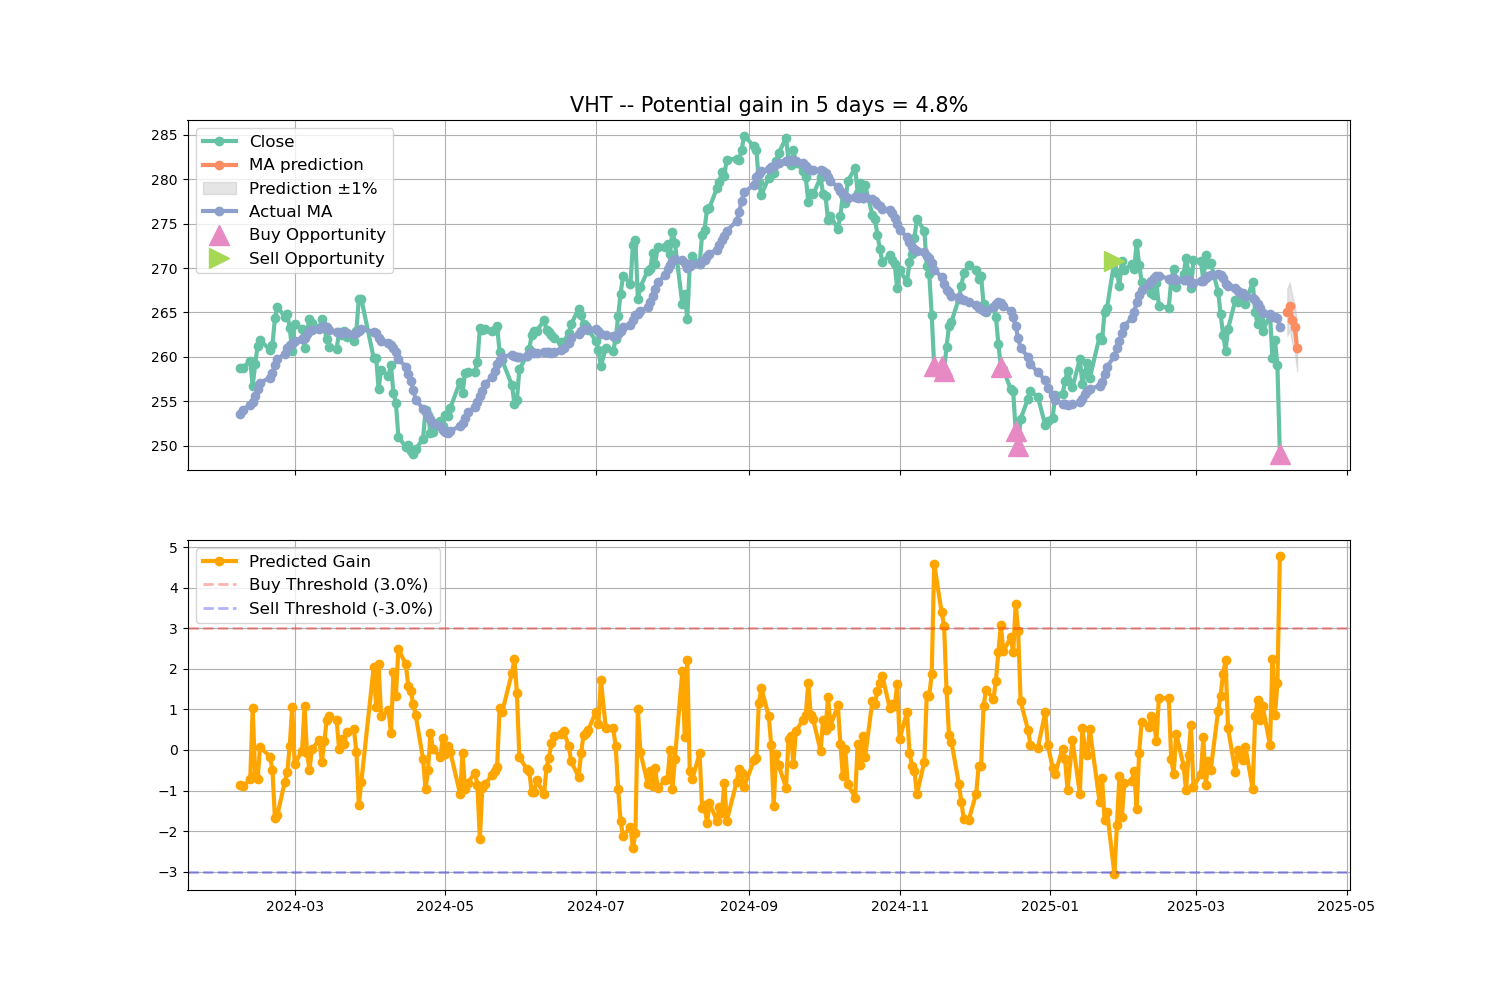 VHT -- Potential gain in 5 days = 4.8%
285
280
275
270
265
260
255
250
Close
MA prediction
Prediction ±1%
Actual MA
Buy Opportunity
Sell Opportunity
5
4
3
2
1
0
−1
−2
−3
Predicted Gain
Buy Threshold (3.0%)
Sell Threshold (-3.0%)
2024-03
2024-05
2024-07
2024-09
2024-11
2025-01
2025-03
2025-05